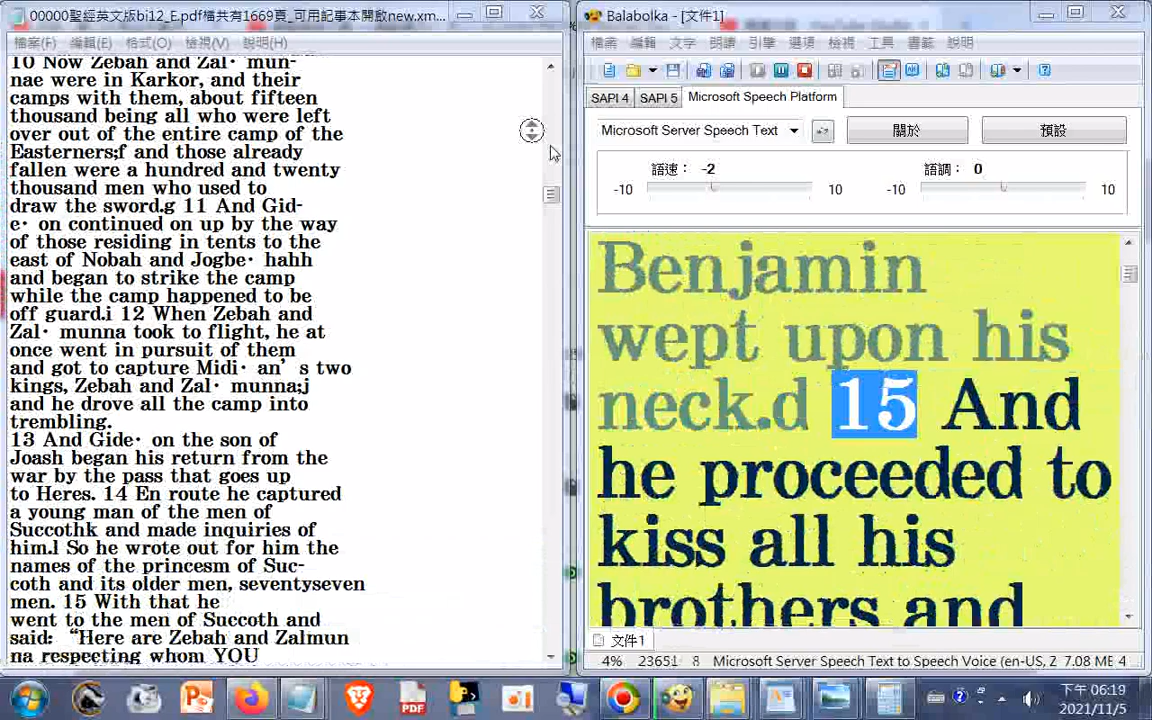 00000聖經英文版bi12_E.pdf檔共有1669頁_可用記事本開啟new.xm...
檔案(F) 編輯(E) 格式(O) 檢視(V) 說明(H)
10 Now Zebah and Zal· mun-
nae were in Karkor, and their
camps with them, about fifteen
thousand being all who were left
over out of the entire camp of the
Easterners;f and those already
fallen were a hundred and twenty
thousand men who used to
draw the sword.g 11 And Gid-
e· on continued on up by the way
of those residing in tents to the
east of Nobah and Jogbe· hahh
and began to strike the camp
while the camp happened to be
off guard.i 12 When Zebah and
Zal· munna took to flight, he at
once went in pursuit of them
and got to capture Midi· an’s two
kings, Zebah and Zal· munna;j
and he drove all the camp into
trembling.
13 And Gide· on the son of
Joash began his return from the
war by the pass that goes up
to Heres. 14 En route he captured
a young man of the men of
Succothk and made inquiries of
him.l So he wrote out for him the
names of the princesm of Suc-
coth and its older men, seventyseven
men. 15 With that he
went to the men of Succoth and
said: “Here are Zebah and Zalmun
na respecting whom YOU
Balabolka - [文件1]
檔案 編輯 文字 朗讀 引擎 選項 檢視 工具 書籤 說明
SAPI 4 SAPI 5 Microsoft Speech Platform
Microsoft Server Speech Text 關於 預設
語速： -2 語調： 0
-10 10 -10 10
Benjamin
wept upon his
neck.d 15 And
he proceeded to
kiss all his
brothers and
文件1
4% 23651 8 Microsoft Server Speech Text to Speech Voice (en-US, Z 7.08 ME 4
下午 06:19
2021/11/5